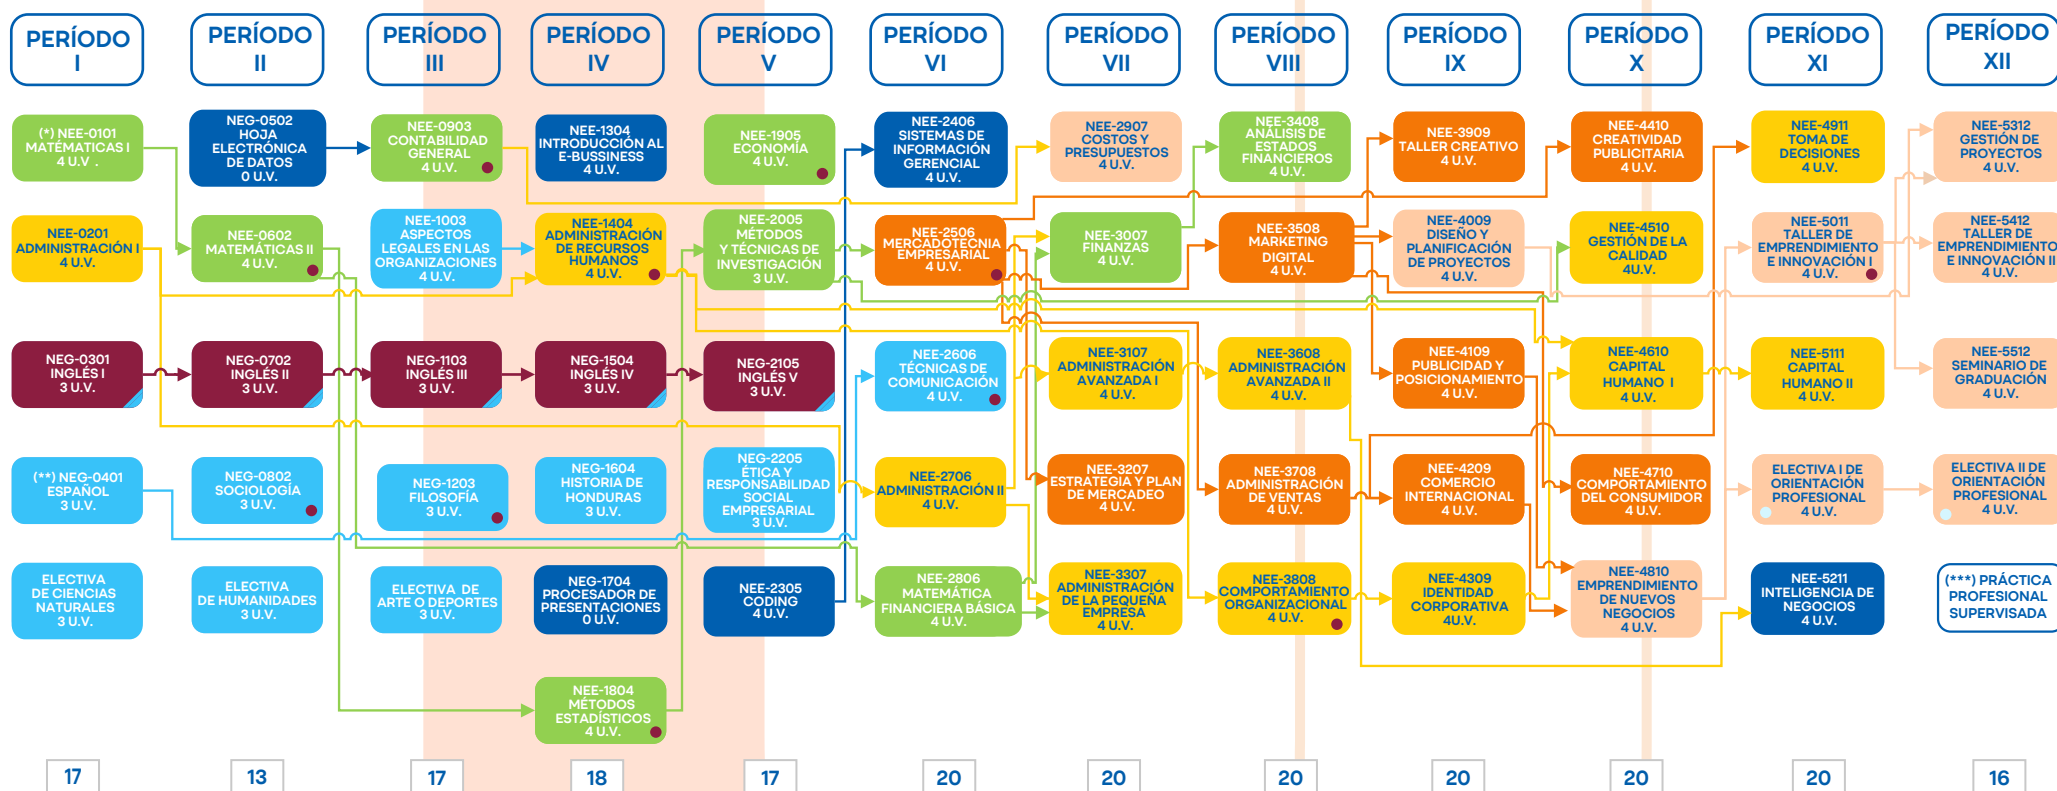 PERÍODO
I
PERÍODO
II
PERÍODO
III
PERÍODO
IV
PERÍODO
V
PERÍODO
VI
PERÍODO
VII
PERÍODO
VIII
PERÍODO
IX
PERÍODO
X
PERÍODO
XI
PERÍODO
XII
(*) NEE-0101
MATÉMATICAS I
4 U.V .
NEG-0502
HOJA
ELECTRÓNICA
DE DATOS
0 U.V.
NEE-0903
CONTABILIDAD
GENERAL
4 U.V.
NEE-1304
INTRODUCCIÓN AL
E-BUSSINESS
4 U.V.
NEE-1905
ECONOMÍA
4 U.V.
NEE-2406
SISTEMAS DE
INFORMACIÓN
GERENCIAL
4 U.V.
NEE-2907
COSTOS Y
PRESUPUESTOS
4 U.V.
NEE-3408
ANÁLISIS DE
ESTADOS
FINANCIEROS
4 U.V.
NEE-3909
TALLER CREATIVO
4 U.V.
NEE-4410
CREATIVIDAD
PUBLICITARIA
4 U.V.
NEE-4911
TOMA DE
DECISIONES
4 U.V.
NEE-5312
GESTIÓN DE
PROYECTOS
4 U.V.
NEE-0201
ADMINISTRACIÓN I
4 U.V.
NEE-0602
MATEMÁTICAS II
4 U.V.
NEE-1003
ASPECTOS
LEGALES EN LAS
ORGANIZACIONES
4 U.V.
NEE-1404
ADMINISTRACIÓN
DE RECURSOS
HUMANOS
4 U.V.
NEE-2005
MÉTODOS
Y TÉCNICAS DE
INVESTIGACIÓN
3 U.V.
NEE-2506
MERCADOTECNIA
EMPRESARIAL
4 U.V.
NEE-3007
FINANZAS
4 U.V.
NEE-3508
MARKETING
DIGITAL
4 U.V.
NEE-4009
DISEÑO Y
PLANIFICACIÓN
DE PROYECTOS
4 U.V.
NEE-4510
GESTIÓN DE LA
CALIDAD
4U.V.
NEE-5011
TALLER DE
EMPRENDIMIENTO
E INNOVACIÓN I
4 U.V.
NEE-5412
TALLER DE
EMPRENDIMIENTO
E INNOVACIÓN II
4 U.V.
NEG-0301
INGLÉS I
3 U.V.
NEG-0702
INGLÉS II
3 U.V.
NEG-1103
INGLÉS III
3 U.V.
NEG-1504
INGLÉS IV
3 U.V.
NEG-2105
INGLÉS V
3 U.V.
NEE-2606
TÉCNICAS DE
COMUNICACIÓN
4 U.V.
NEE-3107
ADMINISTRACIÓN
AVANZADA I
4 U.V.
NEE-3608
ADMINISTRACIÓN
AVANZADA II
4 U.V.
NEE-4109
PUBLICIDAD Y
POSICIONAMIENTO
4 U.V.
NEE-4610
CAPITAL
HUMANO I
4 U.V.
NEE-5111
CAPITAL
HUMANO II
4 U.V.
NEE-5512
SEMINARIO DE
GRADUACIÓN
4 U.V.
(**) NEG-0401
ESPAÑOL
3 U.V.
NEG-0802
SOCIOLOGÍA
3 U.V.
NEG-1203
FILOSOFÍA
3 U.V.
NEG-1604
HISTORIA DE
HONDURAS
3 U.V.
NEG-2205
ÉTICA Y
RESPONSABILIDAD
SOCIAL
EMPRESARIAL
3 U.V.
NEE-2706
ADMINISTRACIÓN II
4 U.V.
NEE-3207
ESTRATEGIA Y PLAN
DE MERCADEO
4 U.V.
NEE-3708
ADMINISTRACIÓN
DE VENTAS
4 U.V.
NEE-4209
COMERCIO
INTERNACIONAL
4 U.V.
NEE-4710
COMPORTAMIENTO
DEL CONSUMIDOR
4 U.V.
ELECTIVA I DE
ORIENTACIÓN
PROFESIONAL
4 U.V.
ELECTIVA II DE
ORIENTACIÓN
PROFESIONAL
4 U.V.
ELECTIVA
DE CIENCIAS
NATURALES
3 U.V.
ELECTIVA
DE HUMANIDADES
3 U.V.
ELECTIVA DE
ARTE O DEPORTES
3 U.V.
NEG-1704
PROCESADOR DE
PRESENTACIONES
0 U.V.
NEE-2305
CODING
4 U.V.
NEE-2806
MATEMÁTICA
FINANCIERA BÁSICA
4 U.V.
NEE-3307
ADMINISTRACIÓN
DE LA PEQUEÑA
EMPRESA
4 U.V.
NEE-3808
COMPORTAMIENTO
ORGANIZACIONAL
4 U.V.
NEE-4309
IDENTIDAD
CORPORATIVA
4U.V.
NEE-4810
EMPRENDIMIENTO
DE NUEVOS
NEGOCIOS
4 U.V.
NEE-5211
INTELIGENCIA DE
NEGOCIOS
4 U.V.
(***) PRÁCTICA
PROFESIONAL
SUPERVISADA
NEE-1804
MÉTODOS
ESTADÍSTICOS
4 U.V.
17
13
17
18
17
20
20
20
20
20
20
16